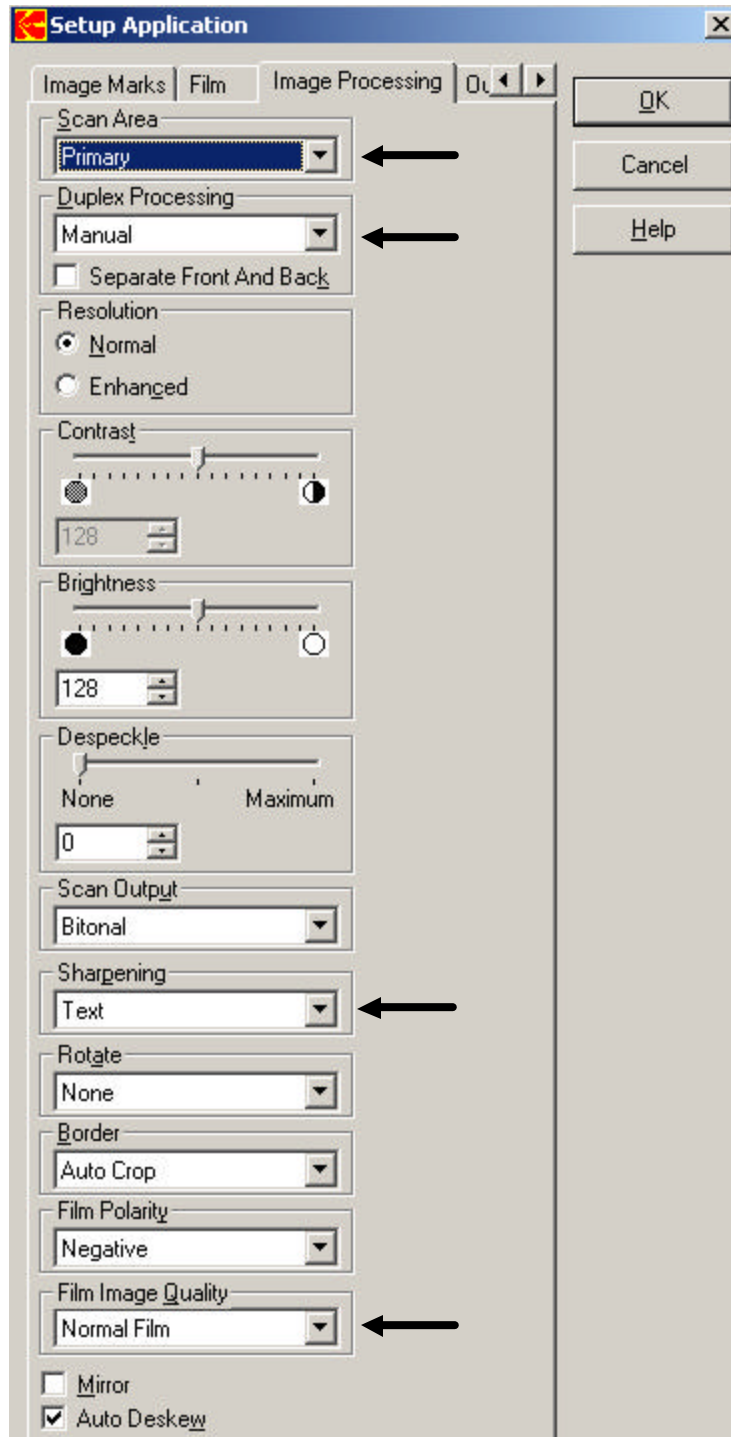 Setup Application
Image Marks
Film
Image Processing
OK
Scan Area
Primary
Cancel
Duplex Processing
Manual
Help
Separate Front And Back
Resolution
Normal
Enhanced
Contrast
128
Brightness
128
Despeckle
None Maximum
0
Scan Output
Bitonal
Sharpening
Text
Rotate
None
Border
Auto Crop
Film Polarity
Negative
Film Image Quality
Normal Film
Mirror
Auto Deskew